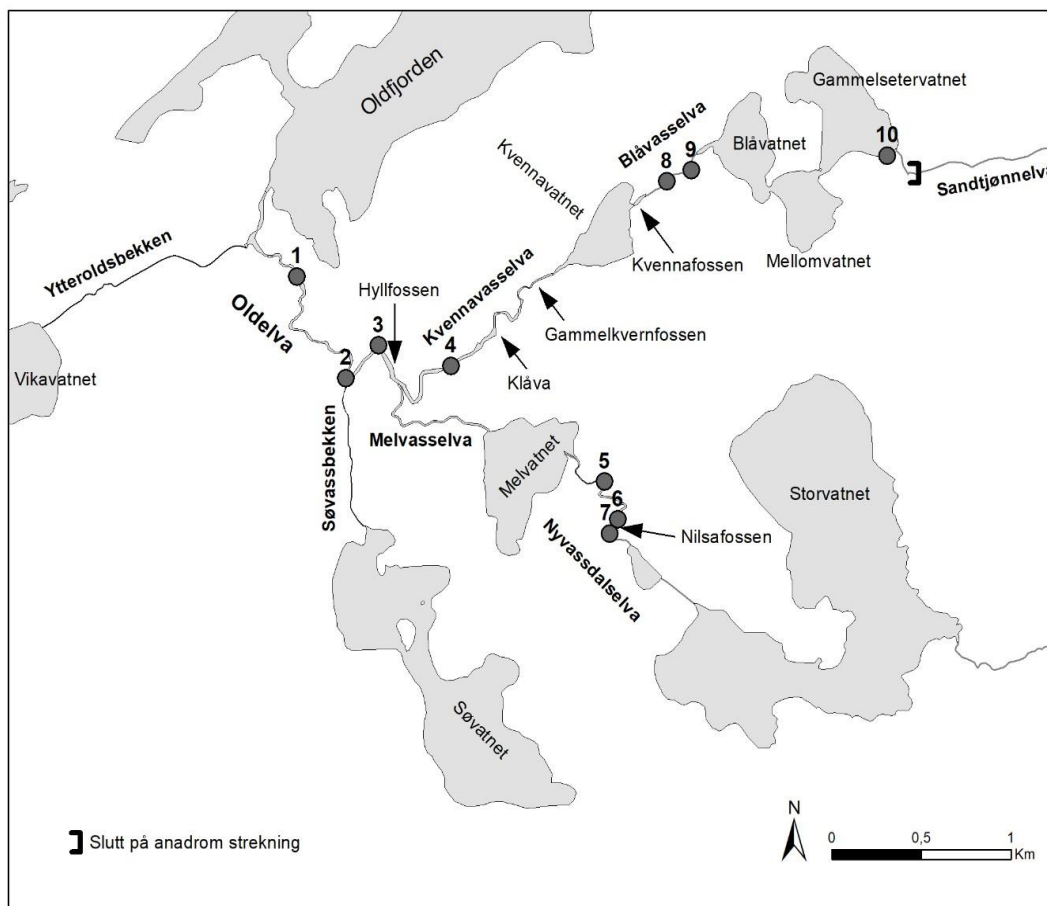 Oldfjorden
Gammelsetervatnet
Blåvasselva
Kvennavatnet
8
9
Blåvatnet
10
Sandtjønnelva
Ytteroldsbekken
1
Kvennafossen
Mellomvatnet
Oldelva
Hyllfossen
Kvennavasselva
Gammelkvernfossen
3
4
2
Klåva
Vikavatnet
Søvassbekken
Melvasselva
Melvatnet
5
6
7
Nilsafossen
Nyvassdalselva
Storvatnet
Søvatnet
Slutt på anadrom strekning
N
0 0,5 1
Km